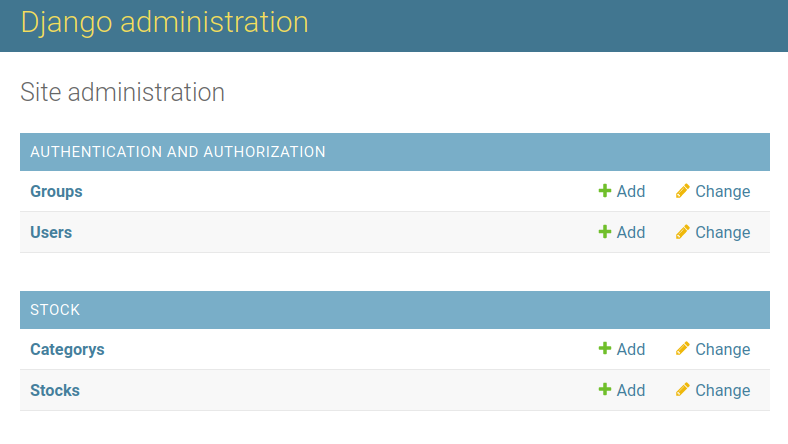 Django administration
Site administration
AUTHENTICATION AND AUTHORIZATION
Groups Add Change
Users Add Change
STOCK
Categorys Add Change
Stocks Add Change